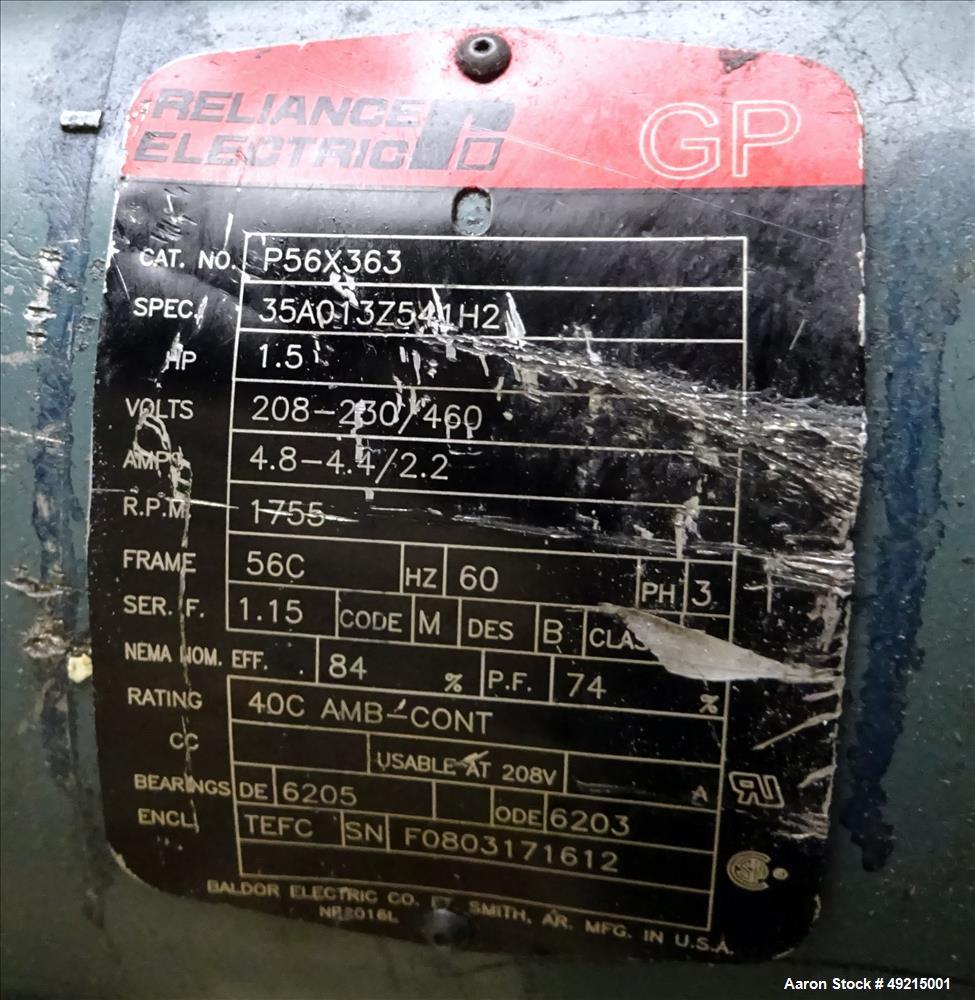 RELIANCE
ELECTRIC
GP
CAT. NO. P56X363
SPEC. 35A013Z541H2
HP 1.5
VOLTS 208-230/460
AMPS 4.8-4.4/2.2
R.P.M. 1755
FRAME 56C HZ 60 PH 3
SER. F. 1.15 CODE M DES B
NEMA NOM. EFF. 84 % P.F. 74 %
RATING 40C AMB-CONT
CC USABLE AT 208V A
BEARINGS DE 6205 ODE 6203
ENCL TEFC SN F0803171612
BALDOR ELECTRIC CO. FT. SMITH, AR. MFG. IN U.S.A.
Aaron Stock # 49215001